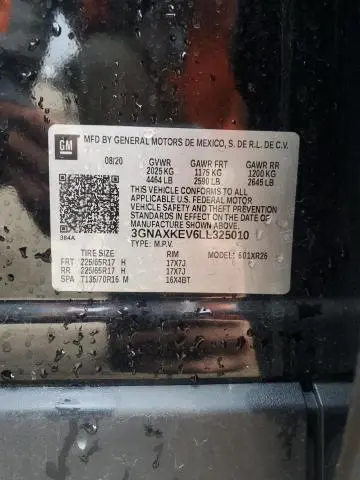 GM
MFD BY GENERAL MOTORS DE MEXICO, S. DE R.L. DE C.V.
08/20 GVWR GAWR FRT GAWR RR
2025 KG 1175 KG 1200 KG
4464 LB 2590 LB 2645 LB
THIS VEHICLE CONFORMS TO ALL
APPLICABLE U.S. FEDERAL MOTOR
VEHICLE SAFETY, BUMPER, AND
THEFT PREVENTION STANDARDS
IN EFFECT ON THE DATE OF
MANUFACTURE SHOWN ABOVE.
384A 3GNAXKEV6LL325010
TYPE: M.P.V.
TIRE SIZE RIM MODEL: 601XR26
FRT 225/65R17 H 17X7J
RR 225/65R17 H 17X7J
SPA T135/70R16 M 16X4BT